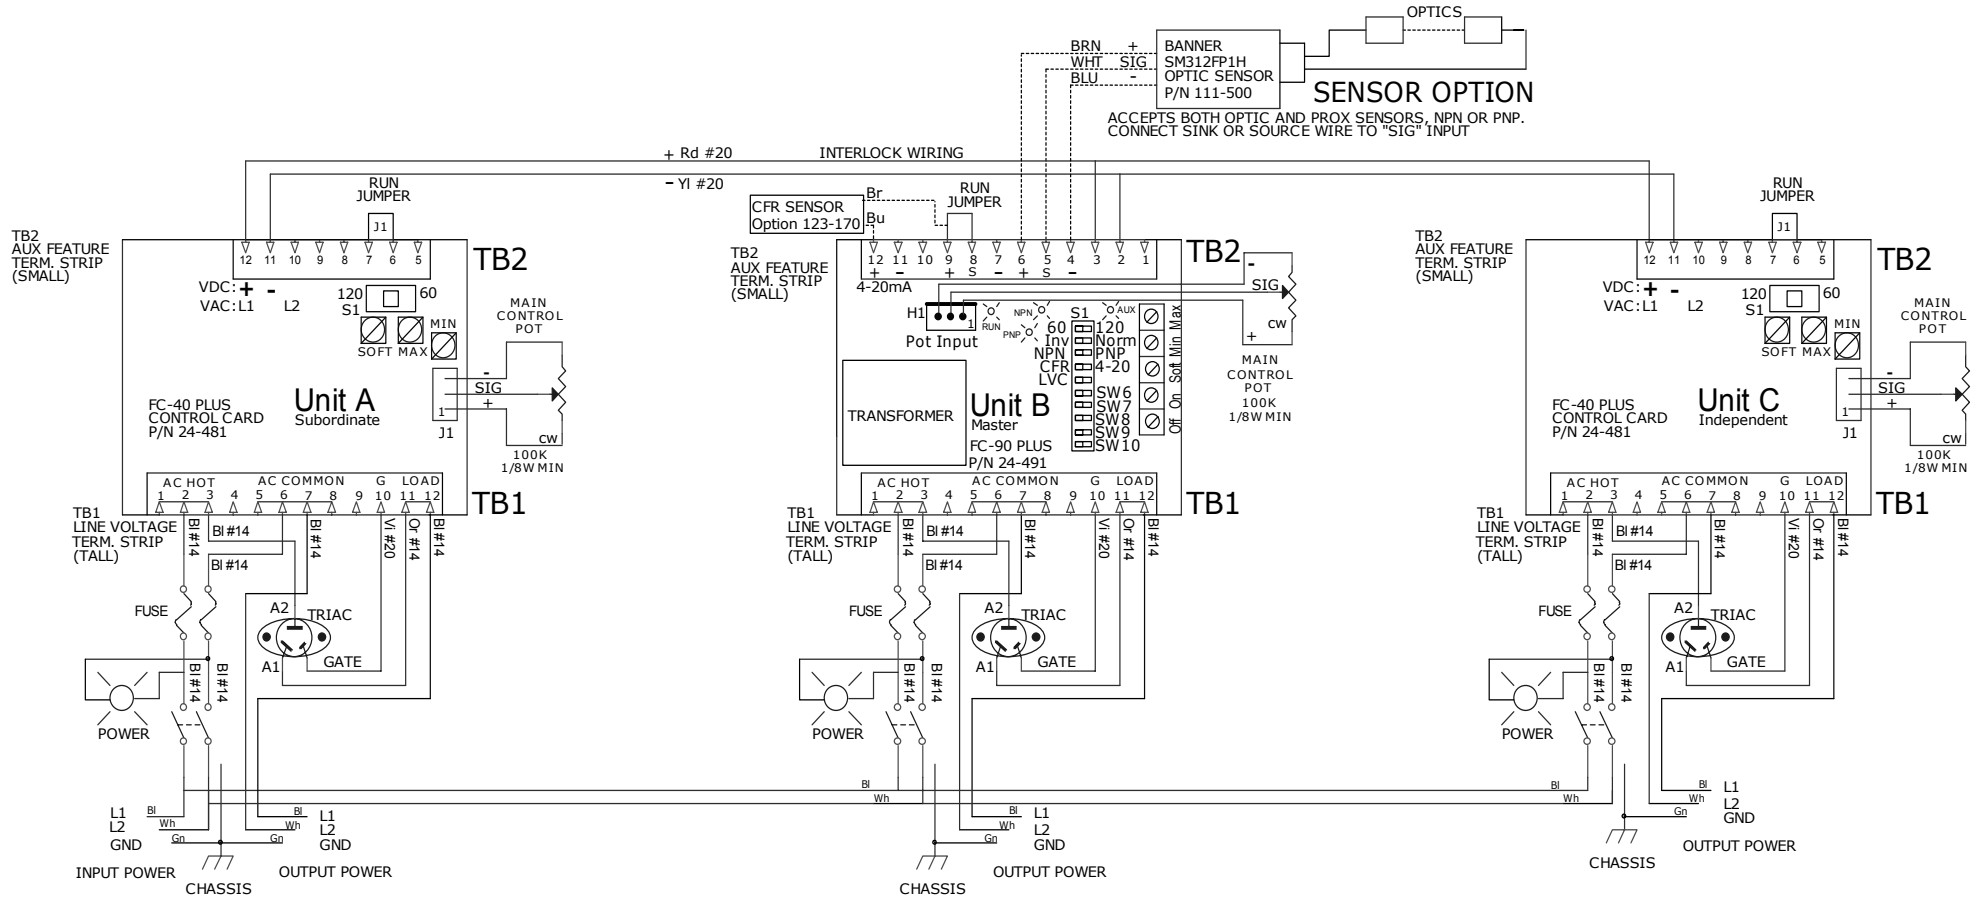 OPTICS
BRN +
WHT SIG
BLU -
BANNER
SM312FP1H
OPTIC SENSOR
P/N 111-500
SENSOR OPTION
ACCEPTS BOTH OPTIC AND PROX SENSORS, NPN OR PNP.
CONNECT SINK OR SOURCE WIRE TO "SIG" INPUT
+ Rd #20
INTERLOCK WIRING
- Yl #20
RUN
JUMPER
J1
TB2
AUX FEATURE
TERM. STRIP
(SMALL)
12 11 10 9 8 7 6 5
TB2
VDC: + -
VAC: L1 L2
120 60
S1
SOFT MAX
MIN
MAIN
CONTROL
POT
-
SIG
+
1
J1
cw
100K
1/8W MIN
Unit A
Subordinate
FC-40 PLUS
CONTROL CARD
P/N 24-481
AC HOT AC COMMON G LOAD
1 2 3 4 5 6 7 8 9 10 11 12
TB1
TB1
LINE VOLTAGE
TERM. STRIP
(TALL)
Bl #14
Bl #14
Bl #14
Bl #14
Vi #20
Or #14
Bl #14
FUSE
A2
TRIAC
A1
GATE
Bl #14
Bl #14
POWER
L1
L2
GND
Bl
Wh
Gn
INPUT POWER
CHASSIS
Bl
Wh
Gn
L1
L2
GND
OUTPUT POWER
CFR SENSOR
Option 123-170
Br
Bu
RUN
JUMPER
TB2
AUX FEATURE
TERM. STRIP
(SMALL)
12 11 10 9 8 7 6 5 4 3 2 1
+ - + S - + S -
4-20mA
TB2
H1
1
Pot Input
RUN
NPN
PNP
AUX
S1
60 120
Inv Norm
NPN PNP
CFR 4-20
LVC
SW6
SW7
SW8
SW9
SW10
Off On Soft Min Max
-
SIG
cw
+
MAIN
CONTROL
POT
100K
1/8W MIN
TRANSFORMER
Unit B
Master
FC-90 PLUS
P/N 24-491
AC HOT AC COMMON G LOAD
1 2 3 4 5 6 7 8 9 10 11 12
TB1
TB1
LINE VOLTAGE
TERM. STRIP
(TALL)
Bl #14
Bl #14
Bl #14
Bl #14
Vi #20
Or #14
Bl #14
FUSE
A2
TRIAC
A1
GATE
Bl #14
Bl #14
POWER
Bl
Wh
Bl
Wh
Gn
L1
L2
GND
CHASSIS
OUTPUT POWER
RUN
JUMPER
J1
TB2
AUX FEATURE
TERM. STRIP
(SMALL)
12 11 10 9 8 7 6 5
TB2
VDC: + -
VAC: L1 L2
120 60
S1
SOFT MAX
MIN
MAIN
CONTROL
POT
-
SIG
+
1
J1
cw
100K
1/8W MIN
Unit C
Independent
FC-40 PLUS
CONTROL CARD
P/N 24-481
AC HOT AC COMMON G LOAD
1 2 3 4 5 6 7 8 9 10 11 12
TB1
TB1
LINE VOLTAGE
TERM. STRIP
(TALL)
Bl #14
Bl #14
Bl #14
Bl #14
Vi #20
Or #14
Bl #14
FUSE
A2
TRIAC
A1
GATE
Bl #14
Bl #14
POWER
Bl
Wh
Bl
Wh
Gn
L1
L2
GND
CHASSIS
OUTPUT POWER